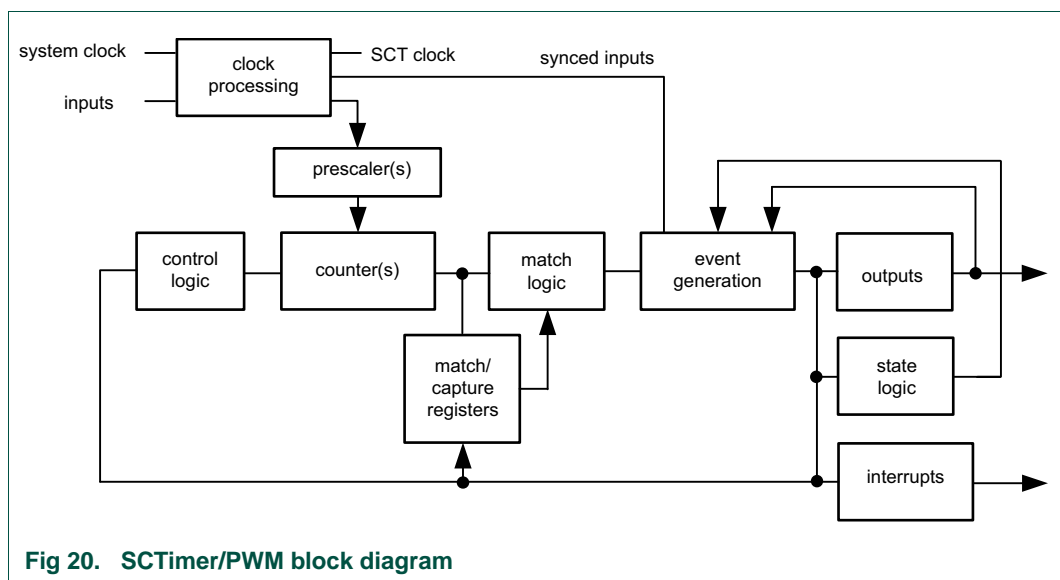 system clock
inputs
clock
processing
SCT clock
synced inputs
prescaler(s)
control
logic
counter(s)
match
logic
event
generation
outputs
match/
capture
registers
state
logic
interrupts
Fig 20. SCTimer/PWM block diagram